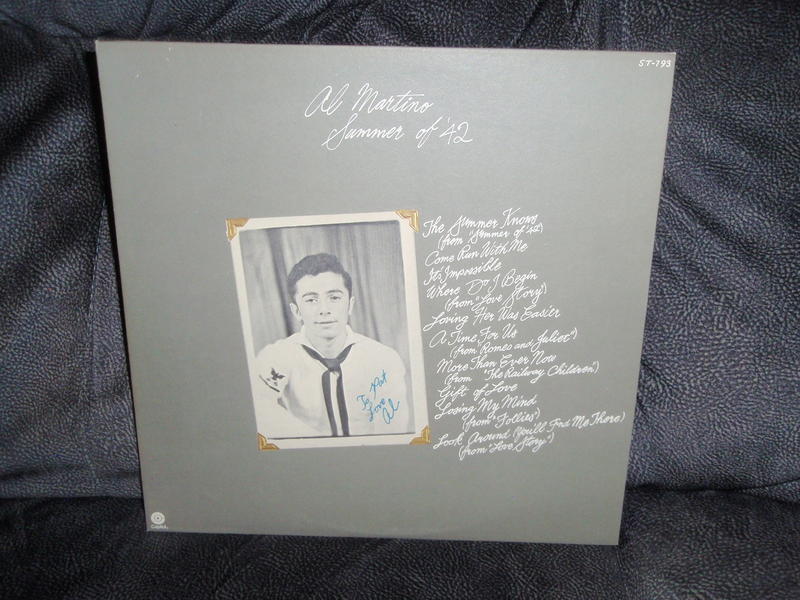 ST-793
Al Martino
Summer of '42
The Summer Knows
(from "Summer of '42)
Come Run With Me
It's Impossible
Where Do I Begin
(from "Love Story")
Loving Her Was Easier
A Time For Us
(from Romeo and Juliet")
More Than Ever Now
(from "The Railway Children")
Gift of Love
Losing My Mind
(from "Follies")
Look Around (You'll Find Me There)
(from "Love Story")
To Pat
Love
Al
Capitol